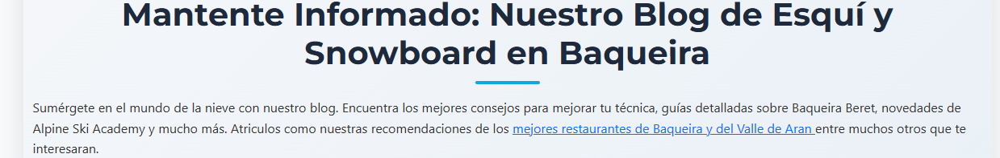 Mantente Informado: Nuestro Blog de Esquí y
Snowboard en Baqueira
Sumérgete en el mundo de la nieve con nuestro blog. Encuentra los mejores consejos para mejorar tu técnica, guías detalladas sobre Baqueira Beret, novedades de
Alpine Ski Academy y mucho más. Atriculos como nuestras recomendaciones de los mejores restaurantes de Baqueira y del Valle de Aran entre muchos otros que te
interesaran.